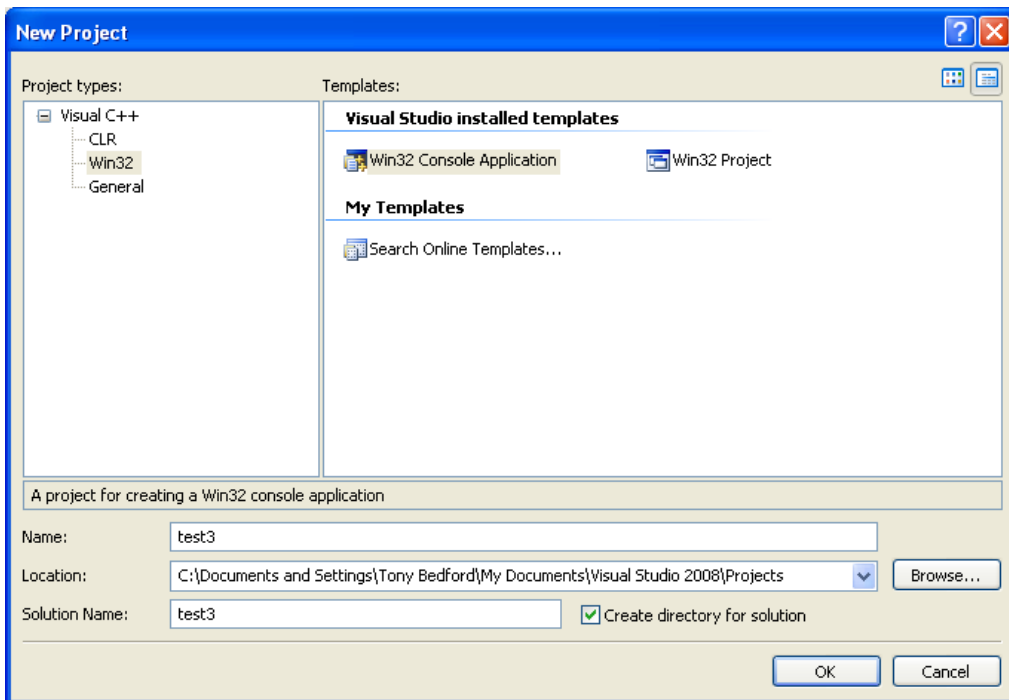 New Project
Project types:
Templates:
Visual C++
CLR
Win32
General
Visual Studio installed templates
Win32 Console Application
Win32 Project
My Templates
Search Online Templates...
A project for creating a Win32 console application
Name:
test3
Location:
C:\Documents and Settings\Tony Bedford\My Documents\Visual Studio 2008\Projects
Browse...
Solution Name:
test3
Create directory for solution
OK
Cancel